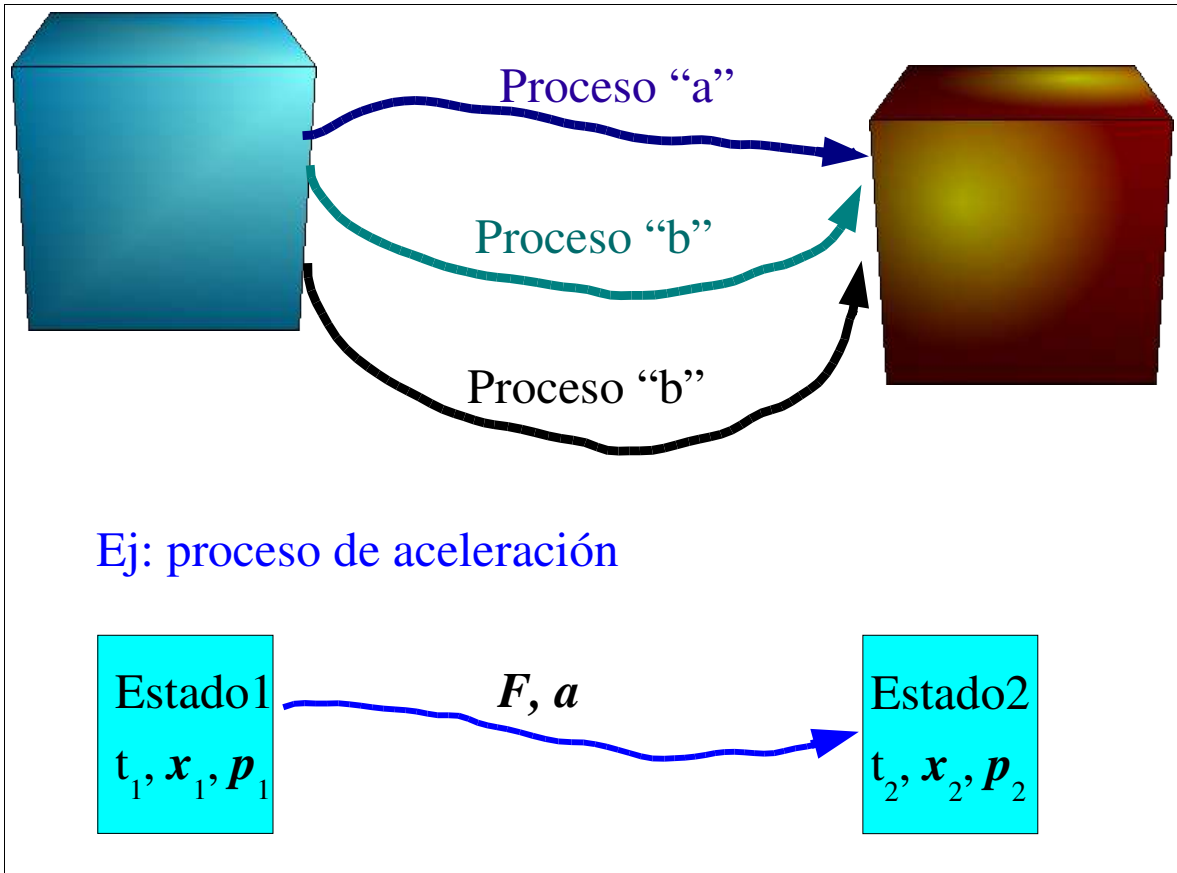 Proceso “a”
Proceso “b”
Proceso “b”
Ej: proceso de aceleración
Estado1
t₁, x₁, p₁
F, a
Estado2
t₂, x₂, p₂